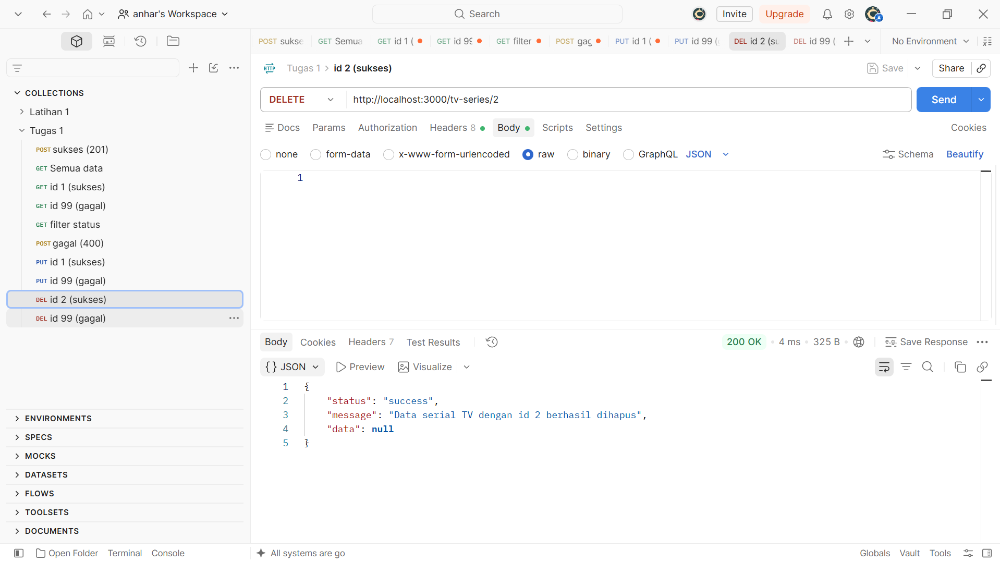 anhar's Workspace
Search
Invite
Upgrade
A
POST sukse
GET Semua
GET id 1 (
GET id 99
GET filter
POST gag
PUT id 1 (
PUT id 99 (
DEL id 2 (su
DEL id 99 (
No Environment
COLLECTIONS
Latihan 1
Tugas 1
POST sukses (201)
GET Semua data
GET id 1 (sukses)
GET id 99 (gagal)
GET filter status
POST gagal (400)
PUT id 1 (sukses)
PUT id 99 (gagal)
DEL id 2 (sukses)
DEL id 99 (gagal)
ENVIRONMENTS
SPECS
MOCKS
DATASETS
FLOWS
TOOLSETS
DOCUMENTS
HTTP Tugas 1 > id 2 (sukses)
Save
Share
DELETE http://localhost:3000/tv-series/2
Send
Docs Params Authorization Headers 8 Body Scripts Settings
Cookies
none form-data x-www-form-urlencoded raw binary GraphQL JSON
Schema Beautify
1
Body Cookies Headers 7 Test Results
200 OK • 4 ms • 325 B
e.g. Save Response
{} JSON Preview Visualize
1 {
2 "status": "success",
3 "message": "Data serial TV dengan id 2 berhasil dihapus",
4 "data": null
5 }
Open Folder Terminal Console
All systems are go
Globals Vault Tools